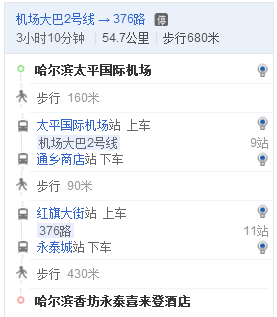 机场大巴2号线 → 376路 停
3小时10分钟 | 54.7公里 | 步行680米
哈尔滨太平国际机场
步行 160米
太平国际机场站 上车
机场大巴2号线 9站
通乡商店站 下车
步行 90米
红旗大街站 上车
376路 11站
永泰城站 下车
步行 430米
哈尔滨香坊永泰喜来登酒店